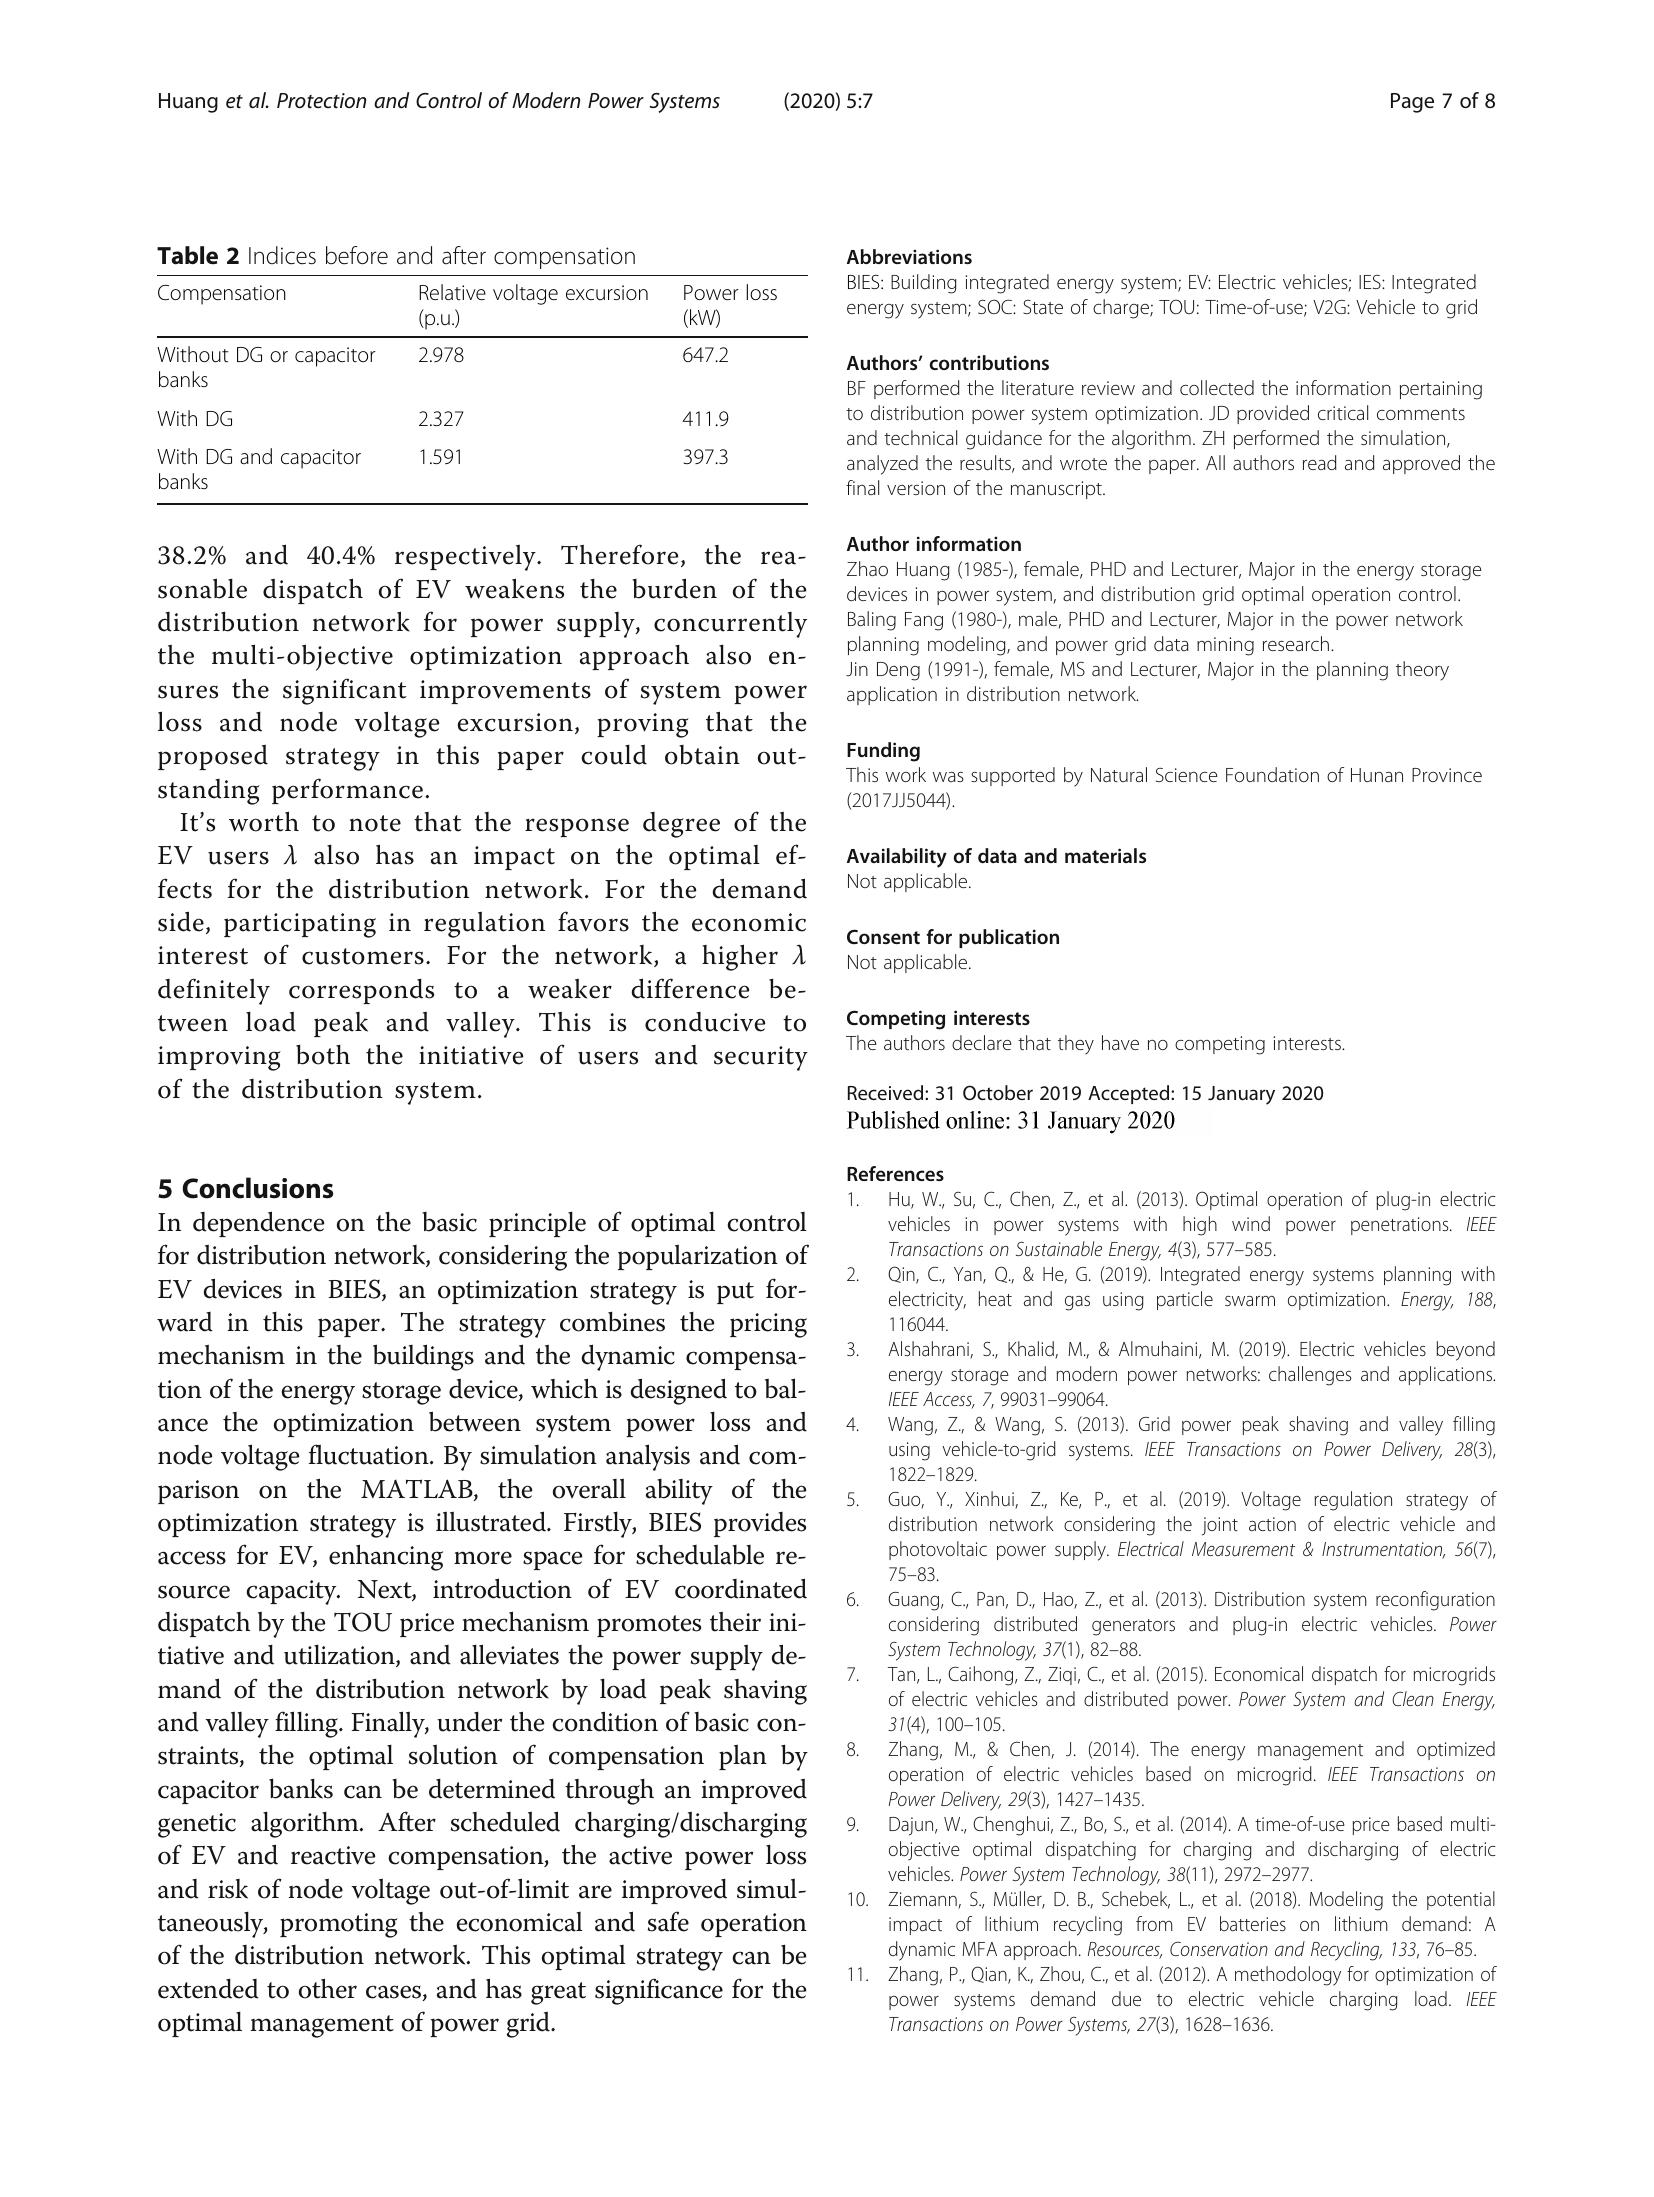 Huang et al. Protection and Control of Modern Power Systems (2020) 5:7 Page 7 of 8
Table 2 Indices before and after compensation
Compensation Relative voltage excursion (p.u.) Power loss (kW)
Without DG or capacitor banks 2.978 647.2
With DG 2.327 411.9
With DG and capacitor banks 1.591 397.3
38.2% and 40.4% respectively. Therefore, the rea-
sonable dispatch of EV weakens the burden of the
distribution network for power supply, concurrently
the multi-objective optimization approach also en-
sures the significant improvements of system power
loss and node voltage excursion, proving that the
proposed strategy in this paper could obtain out-
standing performance.
It's worth to note that the response degree of the
EV users λ also has an impact on the optimal ef-
fects for the distribution network. For the demand
side, participating in regulation favors the economic
interest of customers. For the network, a higher λ
definitely corresponds to a weaker difference be-
tween load peak and valley. This is conducive to
improving both the initiative of users and security
of the distribution system.
5 Conclusions
In dependence on the basic principle of optimal control
for distribution network, considering the popularization of
EV devices in BIES, an optimization strategy is put for-
ward in this paper. The strategy combines the pricing
mechanism in the buildings and the dynamic compensa-
tion of the energy storage device, which is designed to bal-
ance the optimization between system power loss and
node voltage fluctuation. By simulation analysis and com-
parison on the MATLAB, the overall ability of the
optimization strategy is illustrated. Firstly, BIES provides
access for EV, enhancing more space for schedulable re-
source capacity. Next, introduction of EV coordinated
dispatch by the TOU price mechanism promotes their ini-
tiative and utilization, and alleviates the power supply de-
mand of the distribution network by load peak shaving
and valley filling. Finally, under the condition of basic con-
straints, the optimal solution of compensation plan by
capacitor banks can be determined through an improved
genetic algorithm. After scheduled charging/discharging
of EV and reactive compensation, the active power loss
and risk of node voltage out-of-limit are improved simul-
taneously, promoting the economical and safe operation
of the distribution network. This optimal strategy can be
extended to other cases, and has great significance for the
optimal management of power grid.
Abbreviations
BIES: Building integrated energy system; EV: Electric vehicles; IES: Integrated
energy system; SOC: State of charge; TOU: Time-of-use; V2G: Vehicle to grid
Authors' contributions
BF performed the literature review and collected the information pertaining
to distribution power system optimization. JD provided critical comments
and technical guidance for the algorithm. ZH performed the simulation,
analyzed the results, and wrote the paper. All authors read and approved the
final version of the manuscript.
Author information
Zhao Huang (1985-), female, PHD and Lecturer, Major in the energy storage
devices in power system, and distribution grid optimal operation control.
Baling Fang (1980-), male, PHD and Lecturer, Major in the power network
planning modeling, and power grid data mining research.
Jin Deng (1991-), female, MS and Lecturer, Major in the planning theory
application in distribution network.
Funding
This work was supported by Natural Science Foundation of Hunan Province
(2017JJ5044).
Availability of data and materials
Not applicable.
Consent for publication
Not applicable.
Competing interests
The authors declare that they have no competing interests.
Received: 31 October 2019 Accepted: 15 January 2020
Published online: 31 January 2020
References
1. Hu, W., Su, C., Chen, Z., et al. (2013). Optimal operation of plug-in electric
vehicles in power systems with high wind power penetrations. IEEE
Transactions on Sustainable Energy, 4(3), 577–585.
2. Qin, C., Yan, Q., & He, G. (2019). Integrated energy systems planning with
electricity, heat and gas using particle swarm optimization. Energy, 188,
116044.
3. Alshahrani, S., Khalid, M., & Almuhaini, M. (2019). Electric vehicles beyond
energy storage and modern power networks: challenges and applications.
IEEE Access, 7, 99031–99064.
4. Wang, Z., & Wang, S. (2013). Grid power peak shaving and valley filling
using vehicle-to-grid systems. IEEE Transactions on Power Delivery, 28(3),
1822–1829.
5. Guo, Y., Xinhui, Z., Ke, P., et al. (2019). Voltage regulation strategy of
distribution network considering the joint action of electric vehicle and
photovoltaic power supply. Electrical Measurement & Instrumentation, 56(7),
75–83.
6. Guang, C., Pan, D., Hao, Z., et al. (2013). Distribution system reconfiguration
considering distributed generators and plug-in electric vehicles. Power
System Technology, 37(1), 82–88.
7. Tan, L., Caihong, Z., Ziqi, C., et al. (2015). Economical dispatch for microgrids
of electric vehicles and distributed power. Power System and Clean Energy,
31(4), 100–105.
8. Zhang, M., & Chen, J. (2014). The energy management and optimized
operation of electric vehicles based on microgrid. IEEE Transactions on
Power Delivery, 29(3), 1427–1435.
9. Dajun, W., Chenghui, Z., Bo, S., et al. (2014). A time-of-use price based multi-
objective optimal dispatching for charging and discharging of electric
vehicles. Power System Technology, 38(11), 2972–2977.
10. Ziemann, S., Müller, D. B., Schebek, L., et al. (2018). Modeling the potential
impact of lithium recycling from EV batteries on lithium demand: A
dynamic MFA approach. Resources, Conservation and Recycling, 133, 76–85.
11. Zhang, P., Qian, K., Zhou, C., et al. (2012). A methodology for optimization of
power systems demand due to electric vehicle charging load. IEEE
Transactions on Power Systems, 27(3), 1628–1636.